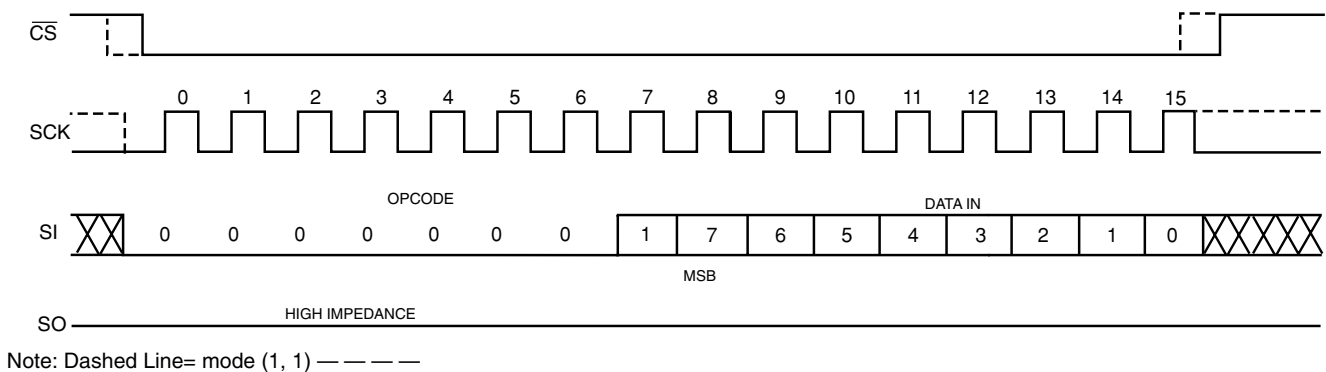 CS
0 1 2 3 4 5 6 7 8 9 10 11 12 13 14 15
SCK
OPCODE DATA IN
SI 0 0 0 0 0 0 0 1 7 6 5 4 3 2 1 0
MSB
HIGH IMPEDANCE
SO
Note: Dashed Line= mode (1, 1) — — — —